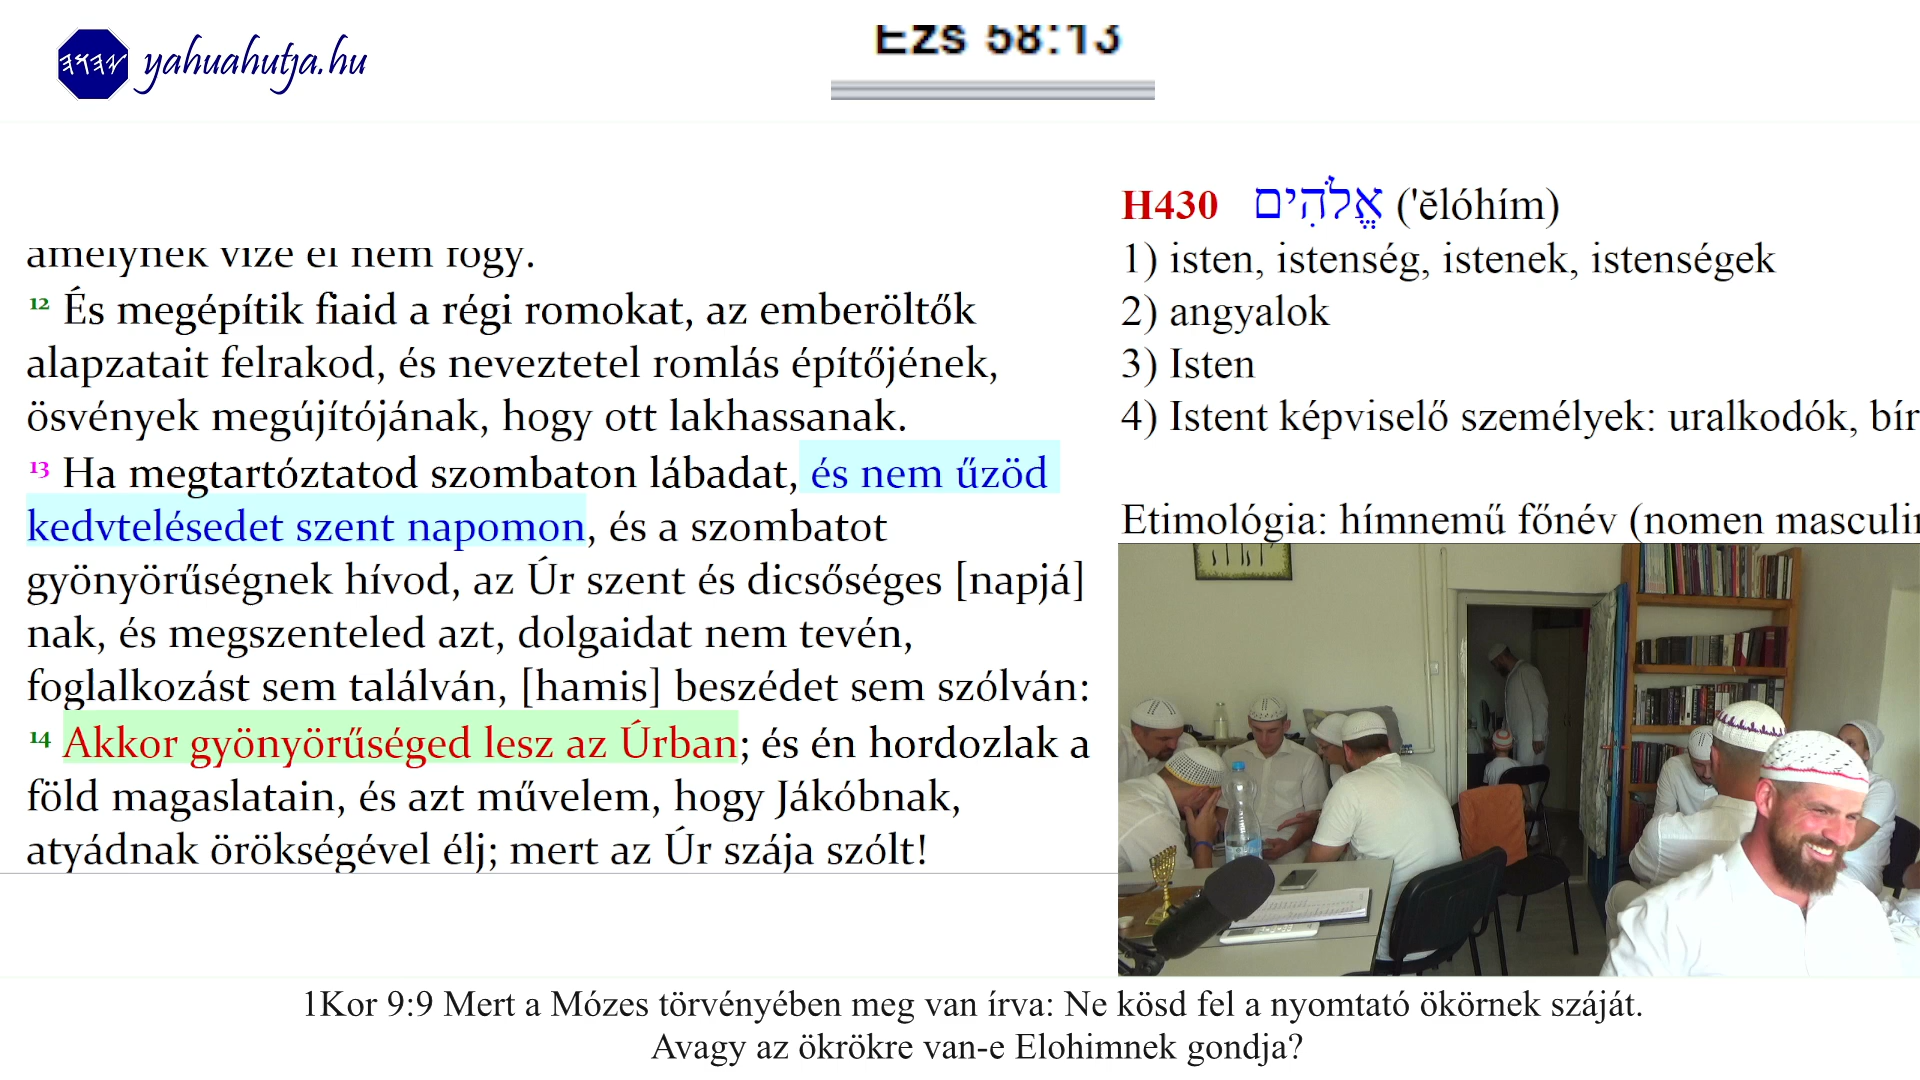 yahuahutja.hu
Ezs 58:13
amelynek vize el nem fogy.
12 És megépítik fiaid a régi romokat, az emberöltők
alapzatait felrakod, és neveztetel romlás építőjének,
ösvények megújítójának, hogy ott lakhassanak.
13 Ha megtartóztatod szombaton lábadat, és nem űzöd
kedvtelésedet szent napomon, és a szombatot
gyönyörűségnek hívod, az Úr szent és dicsőséges [napjá]
nak, és megszenteled azt, dolgaidat nem tevén,
foglalkozást sem találván, [hamis] beszédet sem szólván:
14 Akkor gyönyörűséged lesz az Úrban; és én hordozlak a
föld magaslatain, és azt művelem, hogy Jákóbnak,
atyádnak örökségével élj; mert az Úr szája szólt!
H430 אֱלֹהִים ('ĕlóhím)
1) isten, istenség, istenek, istenségek
2) angyalok
3) Isten
4) Istent képviselő személyek: uralkodók, bír
Etimológia: hímnemű főnév (nomen masculin
1Kor 9:9 Mert a Mózes törvényében meg van írva: Ne kösd fel a nyomtató ökörnek száját.
Avagy az ökrökre van-e Elohimnek gondja?